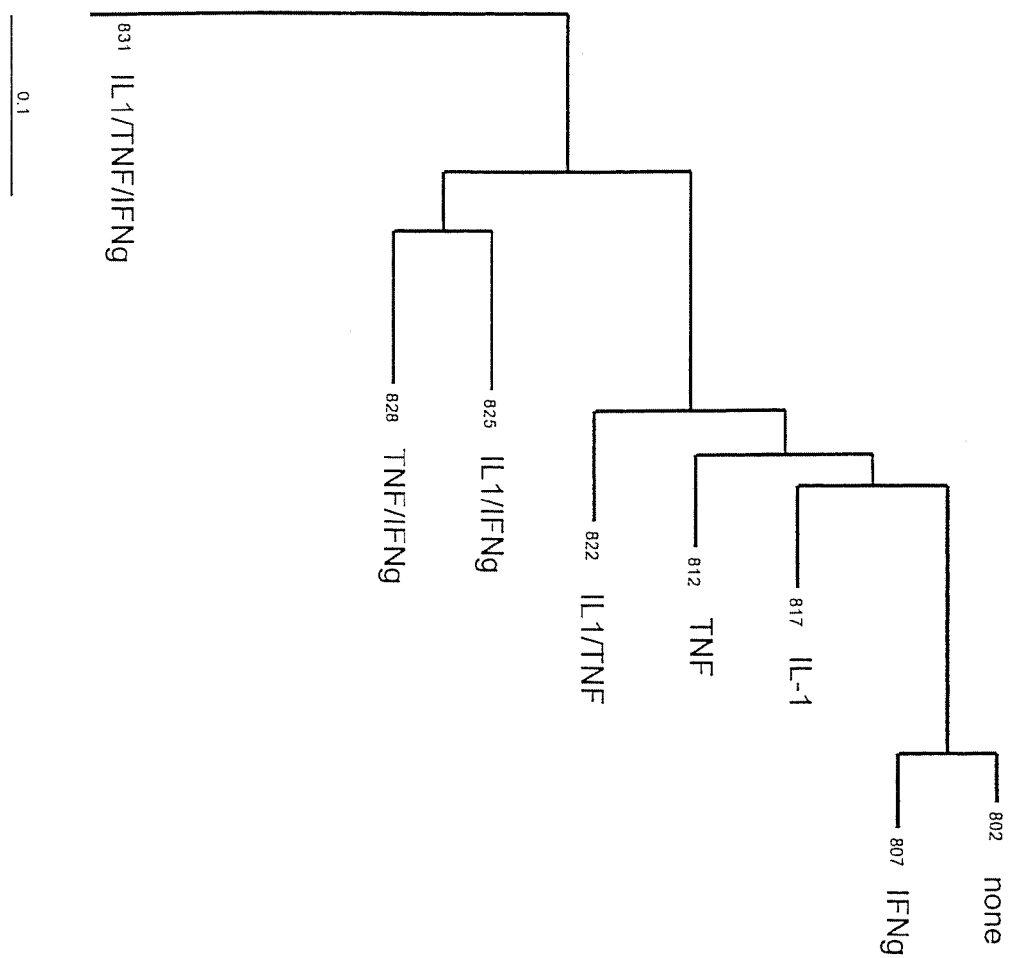 802 none
807 IFNg
817 IL-1
812 TNF
822 IL1/TNF
825 IL1/IFNg
828 TNF/IFNg
831 IL1/TNF/IFNg
0.1